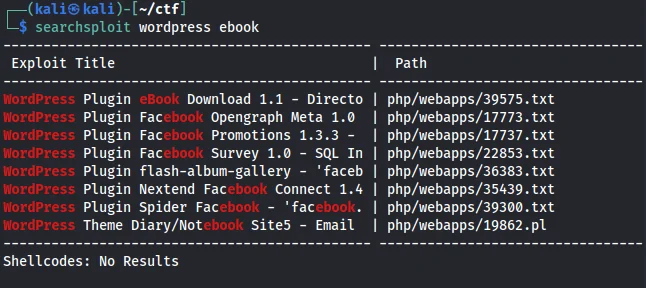 ┌──(kali㉿kali)-[~/ctf]
└─$ searchsploit wordpress ebook
---------------------------------------------- ---------------------------------
 Exploit Title                                |  Path
---------------------------------------------- ---------------------------------
WordPress Plugin eBook Download 1.1 - Directo | php/webapps/39575.txt
WordPress Plugin Facebook Opengraph Meta 1.0  | php/webapps/17773.txt
WordPress Plugin Facebook Promotions 1.3.3 -  | php/webapps/17737.txt
WordPress Plugin Facebook Survey 1.0 - SQL In | php/webapps/22853.txt
WordPress Plugin flash-album-gallery - 'faceb | php/webapps/36383.txt
WordPress Plugin Nextend Facebook Connect 1.4 | php/webapps/35439.txt
WordPress Plugin Spider Facebook - 'facebook. | php/webapps/39300.txt
WordPress Theme Diary/Notebook Site5 - Email  | php/webapps/19862.pl
---------------------------------------------- ---------------------------------
Shellcodes: No Results